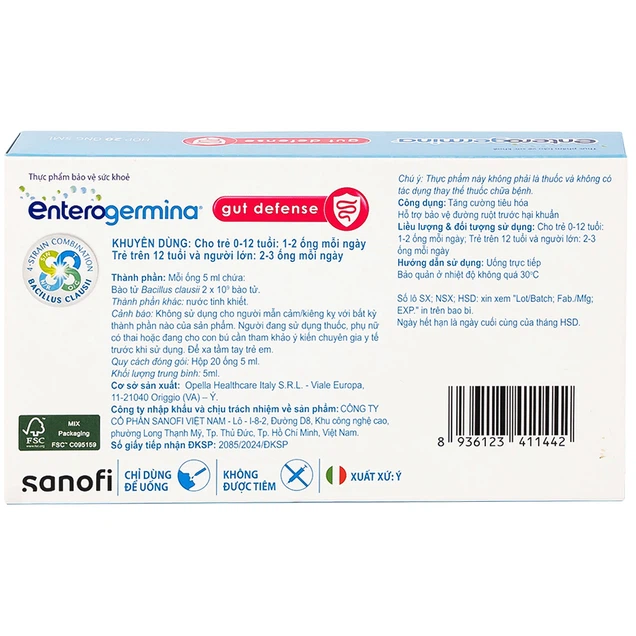 HỘP 20 ỐNG 5ML
enterogermina®
gut defense
enterogermina
Thực phẩm bảo vệ sức khoẻ
Thực phẩm bảo vệ sức khoẻ
enterogermina®
gut defense
4-STRAIN COMBINATION
BACILLUS CLAUSII
KHUYÊN DÙNG: Cho trẻ 0-12 tuổi: 1-2 ống mỗi ngày
Trẻ trên 12 tuổi và người lớn: 2-3 ống mỗi ngày
Thành phần: Mỗi ống 5 ml chứa:
Bào tử Bacillus clausii 2 x 10⁹ bào tử.
Thành phần khác: nước tinh khiết.
Cảnh báo: Không sử dụng cho người mẫn cảm/kiêng kỵ với bất kỳ
thành phần nào của sản phẩm. Người đang sử dụng thuốc, phụ nữ
có thai hoặc đang cho con bú cần tham khảo ý kiến chuyên gia y tế
trước khi sử dụng. Để xa tầm tay trẻ em.
Quy cách đóng gói: Hộp 20 ống 5 ml
Khối lượng trung bình: 5ml.
Cơ sở sản xuất: Opella Healthcare Italy S.R.L. - Viale Europa,
11-21040 Origgio (VA) – Ý.
Công ty nhập khẩu và chịu trách nhiệm về sản phẩm: CÔNG TY
CỔ PHẦN SANOFI VIỆT NAM - Lô - I-8-2, Đường D8, Khu công nghệ cao,
phường Long Thạnh Mỹ, Tp. Thủ Đức, Tp. Hồ Chí Minh, Việt Nam.
Số giấy tiếp nhận ĐKSP: 2085/2024/ĐKSP
Chú ý: Thực phẩm này không phải là thuốc và không có
tác dụng thay thế thuốc chữa bệnh.
Công dụng: Tăng cường tiêu hóa
Hỗ trợ bảo vệ đường ruột trước hại khuẩn
Liều lượng & đối tượng sử dụng: Cho trẻ 0-12 tuổi:
1-2 ống mỗi ngày; Trẻ trên 12 tuổi và người lớn: 2-3
ống mỗi ngày
Hướng dẫn sử dụng: Uống trực tiếp
Bảo quản ở nhiệt độ không quá 30°C
Số lô SX; NSX; HSD: xin xem "Lot/Batch; Fab./Mfg;
EXP." in trên bao bì.
Ngày hết hạn là ngày cuối cùng của tháng HSD.
8 936123 411442
FSC
MIX
Packaging
FSC™ C095159
sanofi
CHỈ DÙNG
ĐỂ UỐNG
KHÔNG
ĐƯỢC TIÊM
XUẤT XỨ: Ý